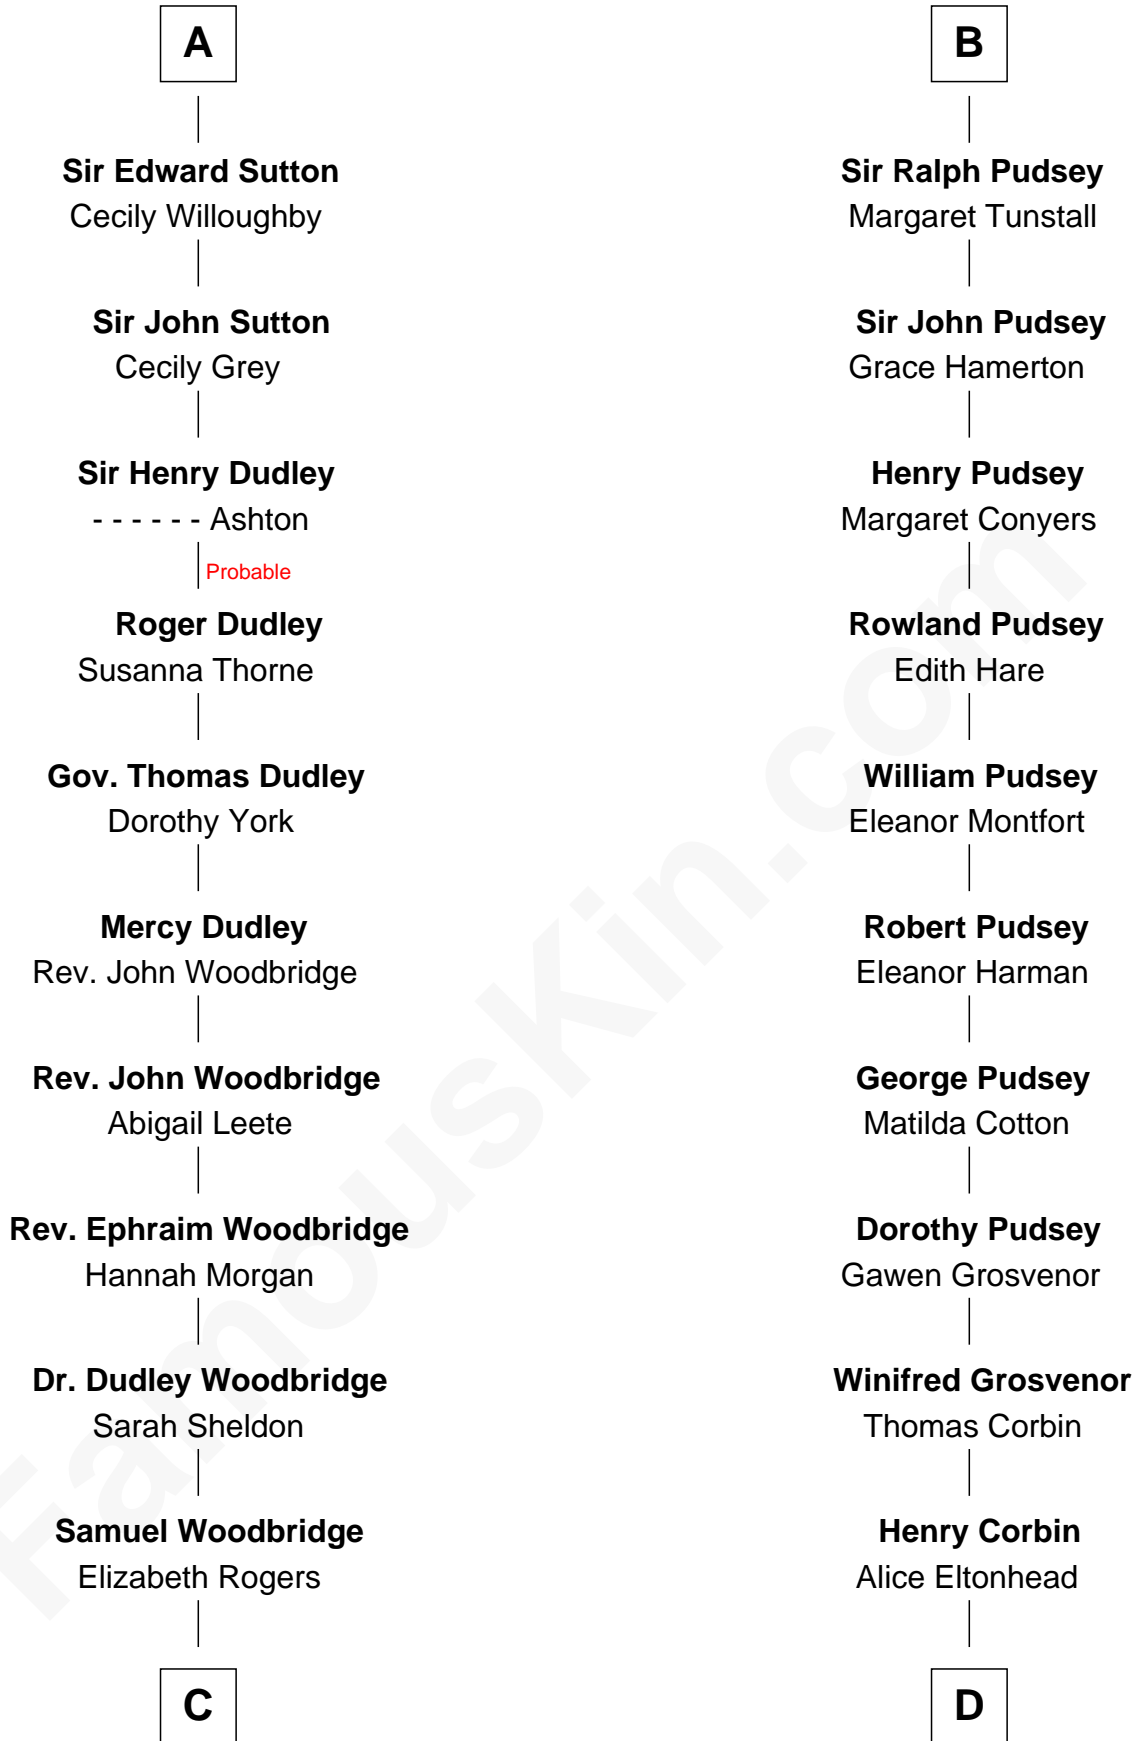 A
Sir Edward Sutton
Cecily Willoughby
Sir John Sutton
Cecily Grey
Sir Henry Dudley
- - - - - - Ashton
Probable
Roger Dudley
Susanna Thorne
Gov. Thomas Dudley
Dorothy York
Mercy Dudley
Rev. John Woodbridge
Rev. John Woodbridge
Abigail Leete
Rev. Ephraim Woodbridge
Hannah Morgan
Dr. Dudley Woodbridge
Sarah Sheldon
Samuel Woodbridge
Elizabeth Rogers
C
B
Sir Ralph Pudsey
Margaret Tunstall
Sir John Pudsey
Grace Hamerton
Henry Pudsey
Margaret Conyers
Rowland Pudsey
Edith Hare
William Pudsey
Eleanor Montfort
Robert Pudsey
Eleanor Harman
George Pudsey
Matilda Cotton
Dorothy Pudsey
Gawen Grosvenor
Winifred Grosvenor
Thomas Corbin
Henry Corbin
Alice Eltonhead
D
FamousKin.com